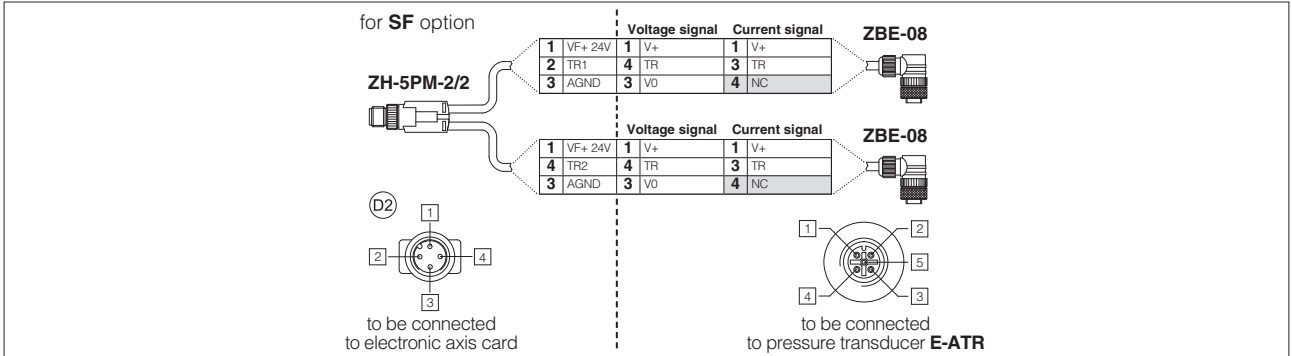 for SF option
Voltage signal Current signal
ZBE-08
1 VF+ 24V 1 V+ 1 V+
2 TR1 4 TR 3 TR
3 AGND 3 V0 4 NC
ZH-5PM-2/2
Voltage signal Current signal
ZBE-08
1 VF+ 24V 1 V+ 1 V+
4 TR2 4 TR 3 TR
3 AGND 3 V0 4 NC
D2
1
2 4
3
to be connected
to electronic axis card
1 2
5
4 3
to be connected
to pressure transducer E-ATR